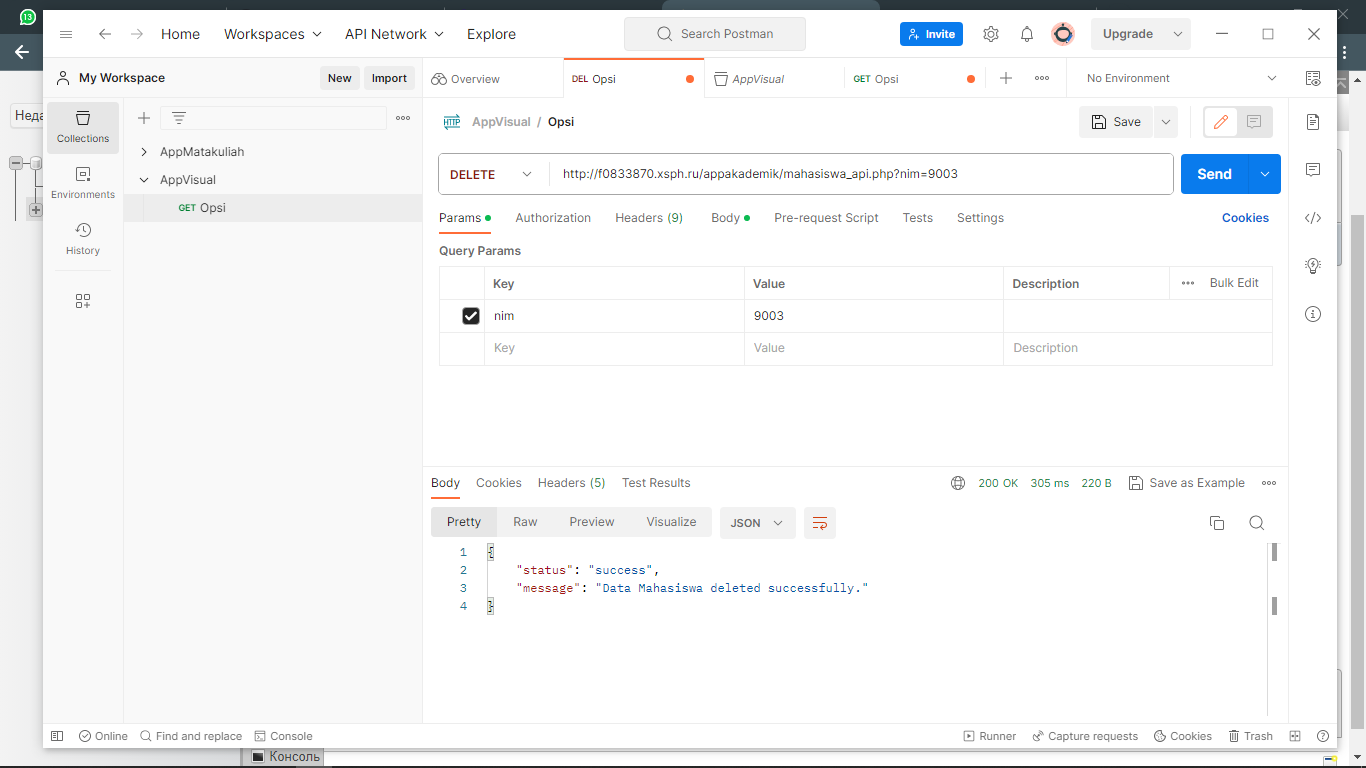 13
Home
Workspaces
API Network
Explore
Search Postman
Invite
Upgrade
My Workspace
New
Import
Overview
DEL Opsi
AppVisual
GET Opsi
No Environment
Неда
Collections
Environments
History
AppMatakuliah
AppVisual
GET Opsi
HTTP AppVisual / Opsi
Save
DELETE
http://f0833870.xsph.ru/appakademik/mahasiswa_api.php?nim=9003
Send
Params
Authorization
Headers (9)
Body
Pre-request Script
Tests
Settings
Cookies
Query Params
Key Value Description Bulk Edit
nim 9003
Key Value Description
Body Cookies Headers (5) Test Results
200 OK 305 ms 220 B Save as Example
Pretty Raw Preview Visualize JSON
1 {
2 "status": "success",
3 "message": "Data Mahasiswa deleted successfully."
4 }
Online Find and replace Console
Runner Capture requests Cookies Trash
Консоль